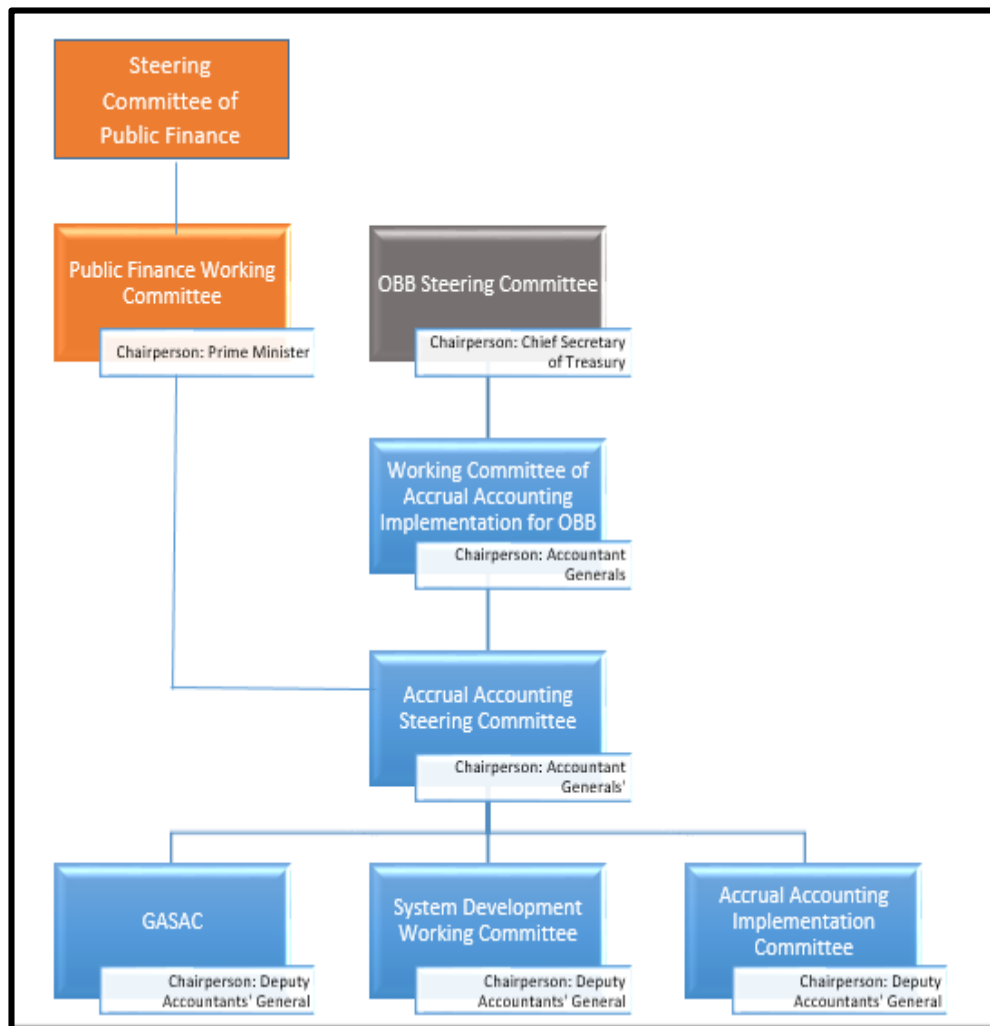 Steering
Committee of
Public Finance
Public Finance Working
Committee
Chairperson: Prime Minister
OBB Steering Committee
Chairperson: Chief Secretary
of Treasury
Working Committee of
Accrual Accounting
Implementation for OBB
Chairperson: Accountant
Generals
Accrual Accounting
Steering Committee
Chairperson: Accountant
Generals'
GASAC
Chairperson: Deputy
Accountants' General
System Development
Working Committee
Chairperson: Deputy
Accountants' General
Accrual Accounting
Implementation
Committee
Chairperson: Deputy
Accountants' General